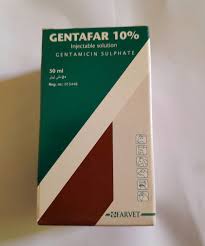 GENTAFAR 10%
Injectable solution
GENTAMICIN SULPHATE
50 ml
FARVET